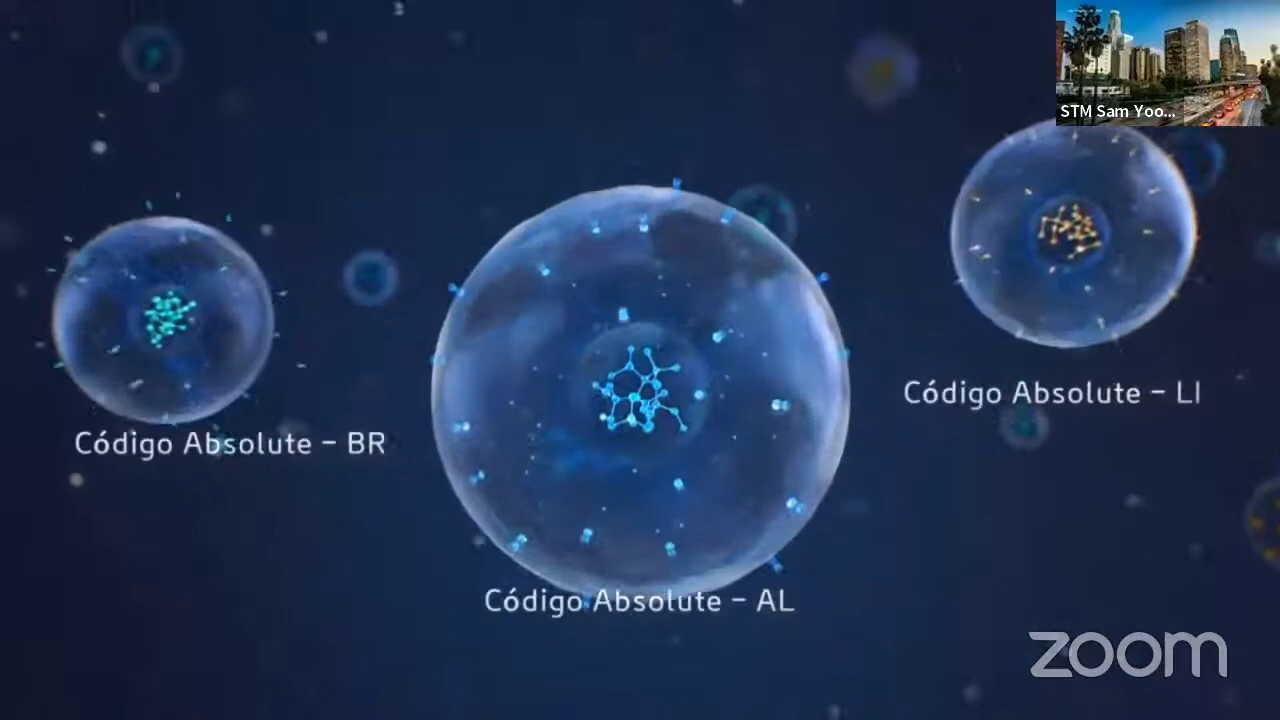 STM Sam Yoo...
Código Absolute – LI
Código Absolute – BR
Código Absolute – AL
zoom